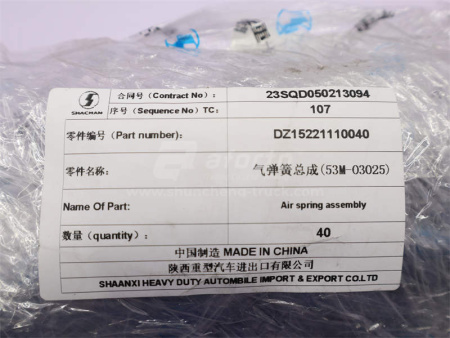 SHACMAN
合同号(Contract No):
23SQD050213094
序号(Sequence No) TC:
107
零件编号(Part number):
DZ15221110040
零件名称:
气弹簧总成(53M-03025)
Name Of Part:
Air spring assembly
数量(quantity):
40
中国制造 MADE IN CHINA
陕西重型汽车进出口有限公司
SHAANXI HEAVY DUTY AUTOMBILE IMPORT & EXPORT CO.LTD